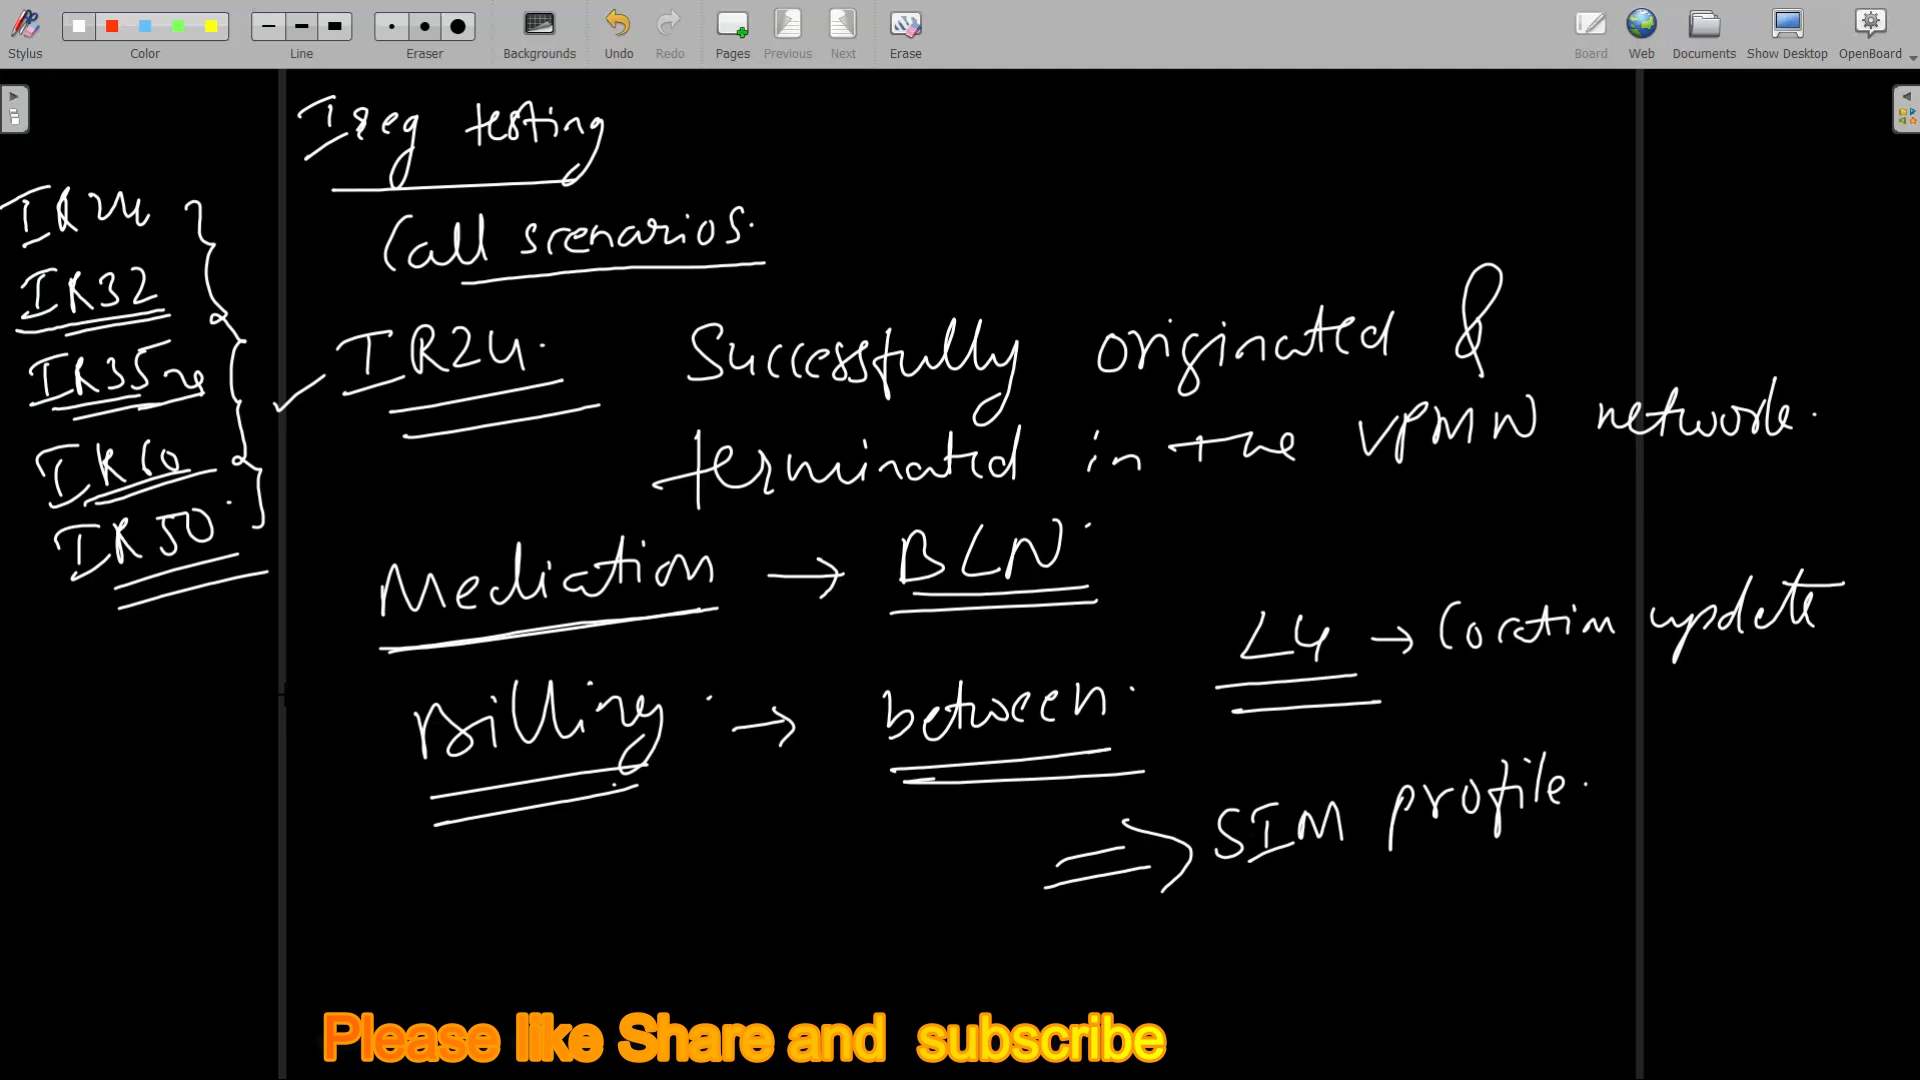 Stylus Color Line Eraser Backgrounds Undo Redo Pages Previous Next Erase Board Web Documents Show Desktop OpenBoard
Ireg testing
Call scenarios.
IR24
IR32
IR35
IR60
IR50.
IR24. Successfully originated &
terminated in the VPMN network.
Mediation → BLN.
L4 → Location update
Billing. → between.
⇒ SIM profile.
Please like Share and subscribe